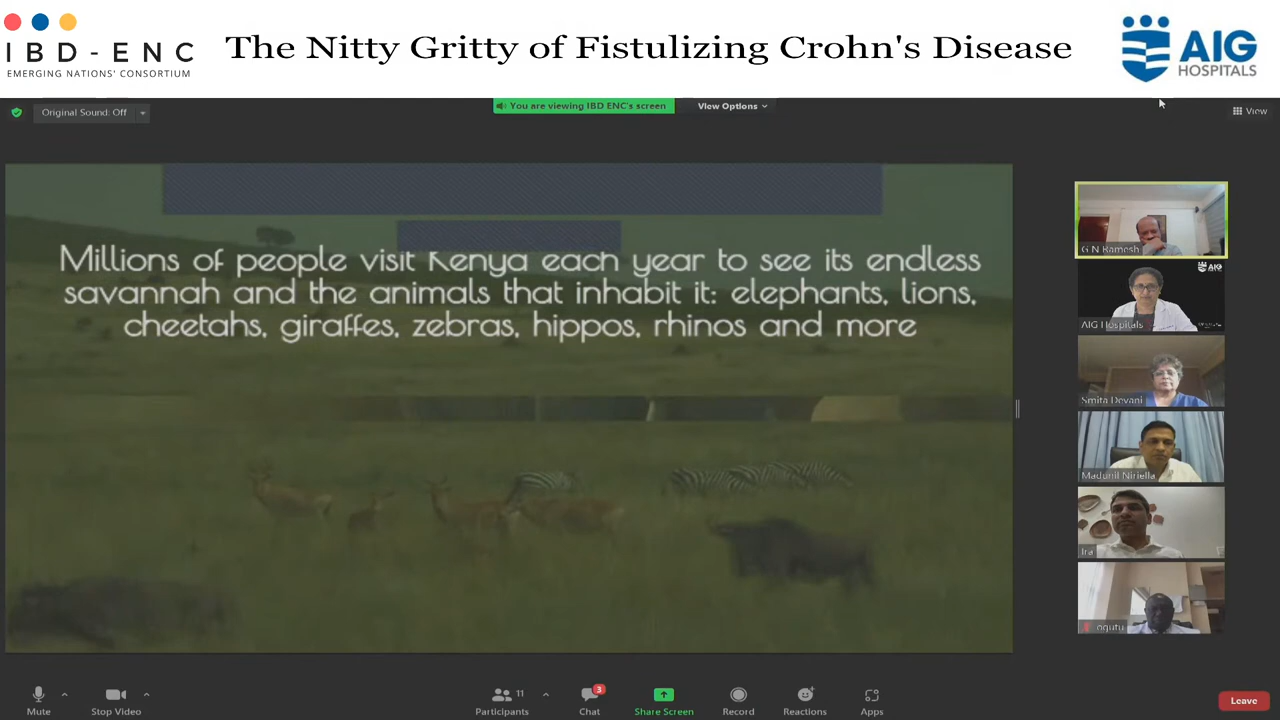 IBD-ENC
EMERGING NATIONS' CONSORTIUM
The Nitty Gritty of Fistulizing Crohn's Disease
AIG
HOSPITALS
Original Sound: Off
You are viewing IBD ENC's screen
View Options
View
Millions of people visit Kenya each year to see its endless
savannah and the animals that inhabit it: elephants, lions,
cheetahs, giraffes, zebras, hippos, rhinos and more
G N Ramesh
AIG
AIG Hospitals
Smita Devani
Madunil Niriella
Ira
ogutu
Mute
Stop Video
Participants
11
Chat
3
Share Screen
Record
Reactions
Apps
Leave